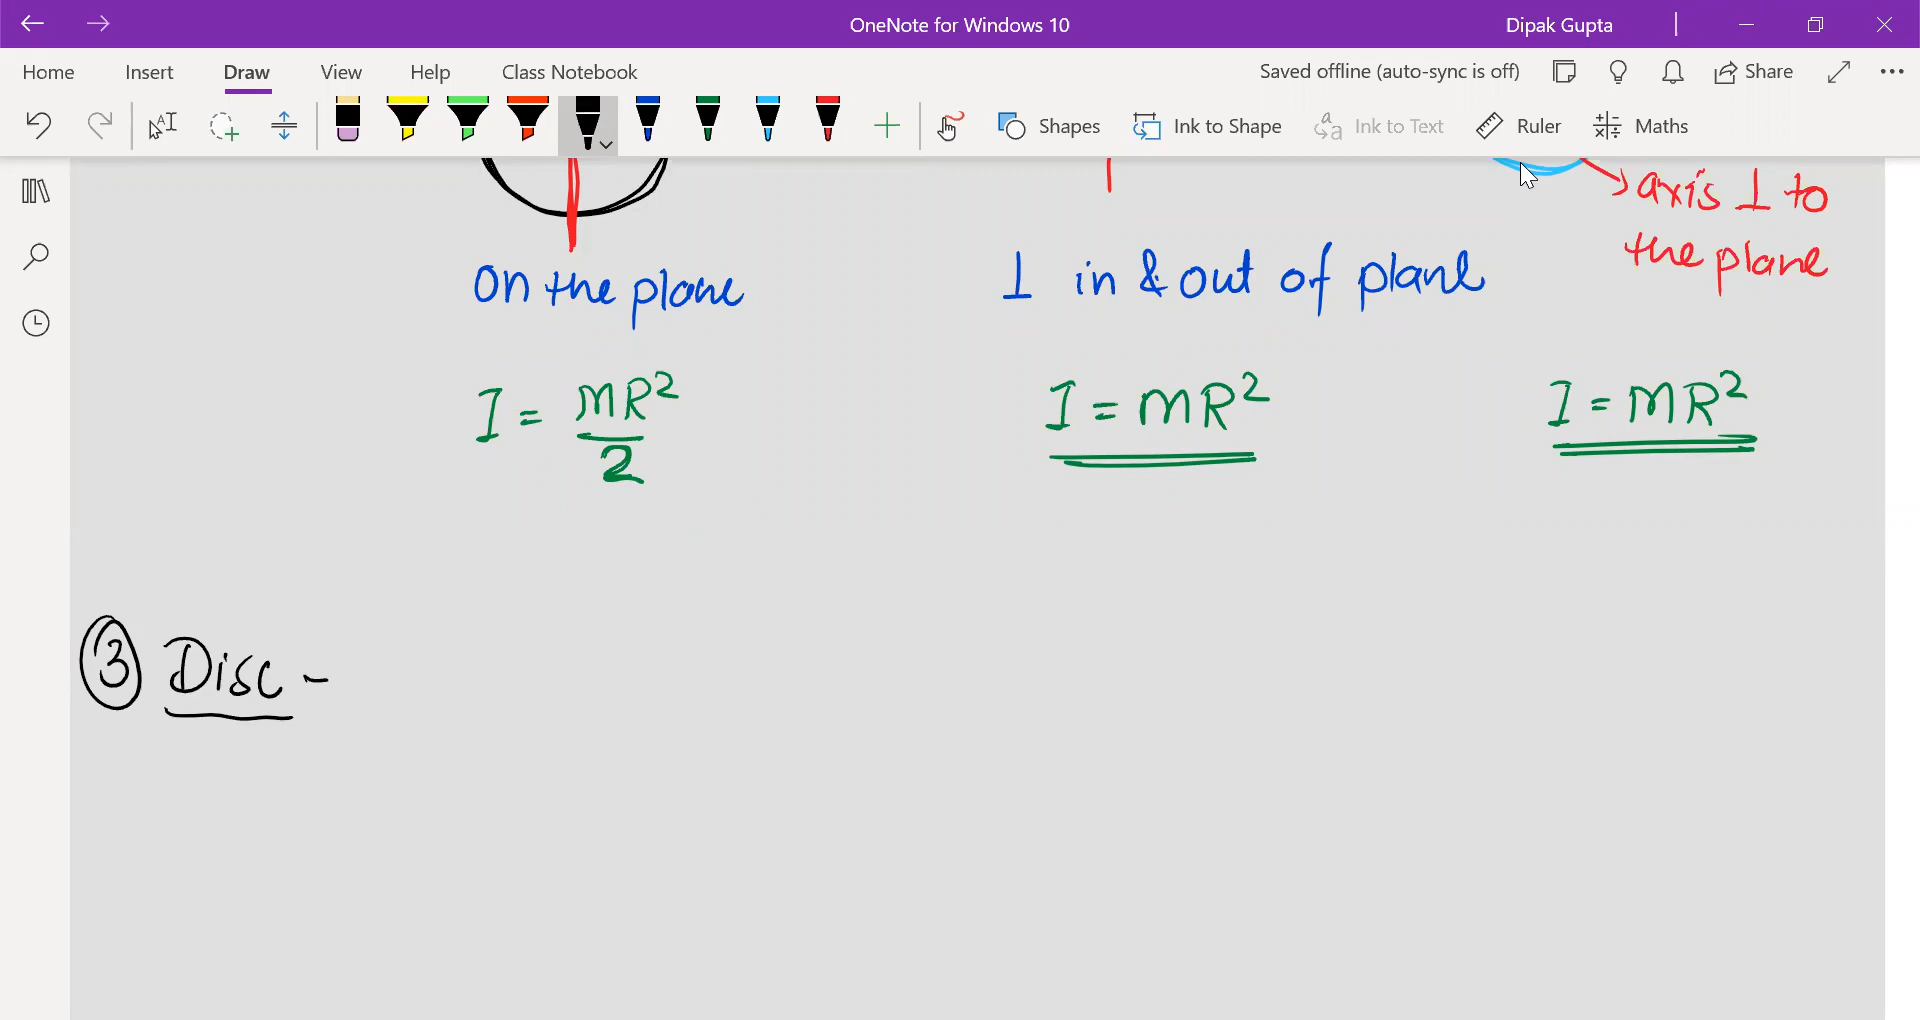 OneNote for Windows 10
Dipak Gupta
Home Insert Draw View Help Class Notebook
Saved offline (auto-sync is off) Share
Shapes Ink to Shape Ink to Text Ruler Maths
axis ⊥ to
the plane
On the plane
⊥ in & out of plane
I = MR²/2
I = MR²
I = MR²
③ Disc -